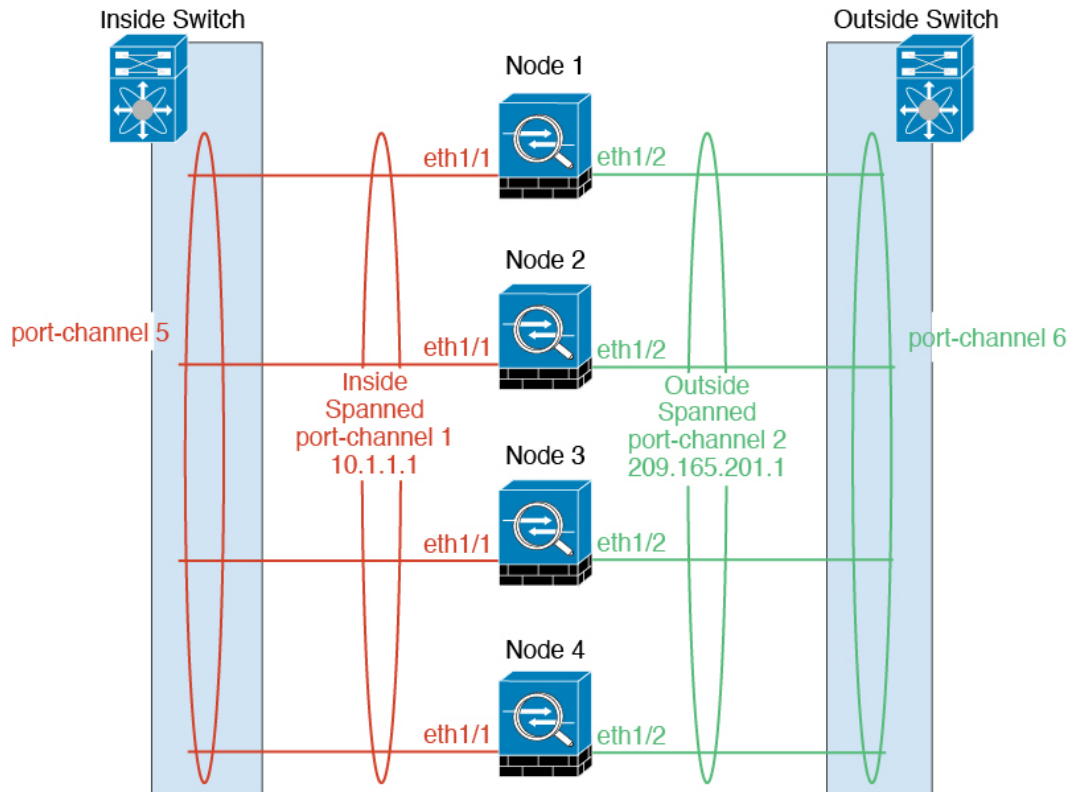 Inside Switch
Outside Switch
Node 1
eth1/1
eth1/2
Node 2
port-channel 5
eth1/1
eth1/2
port-channel 6
Inside
Spanned
port-channel 1
10.1.1.1
Outside
Spanned
port-channel 2
209.165.201.1
Node 3
eth1/1
eth1/2
Node 4
eth1/1
eth1/2